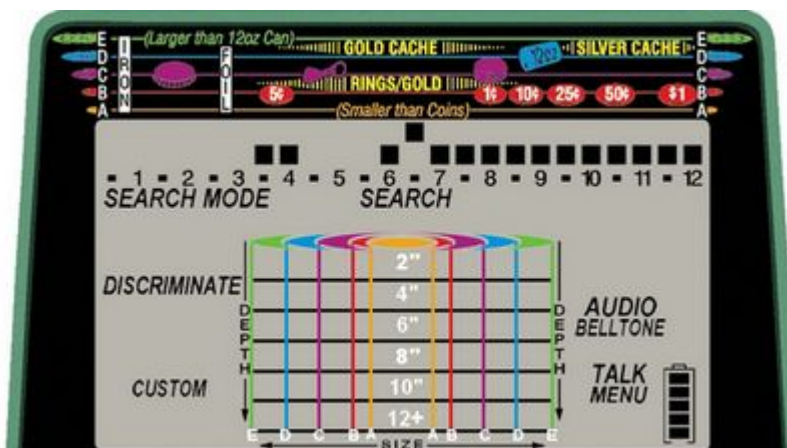 E (Larger than 12oz Can) E
D GOLD CACHE 12oz SILVER CACHE D
C C
B RINGS/GOLD B
5¢ 1¢ 10¢ 25¢ 50¢ $1
A (Smaller than Coins) A
IRON
FOIL
- 1 - 2 - 3 - 4 - 5 - 6 - 7 - 8 - 9 - 10 - 11 - 12
SEARCH MODE SEARCH
2"
DISCRIMINATE 4"
DEPTH 6" DEPTH
AUDIO
BELLTONE
8"
CUSTOM 10"
TALK
MENU
12+
E D C B A A B C D E
SIZE